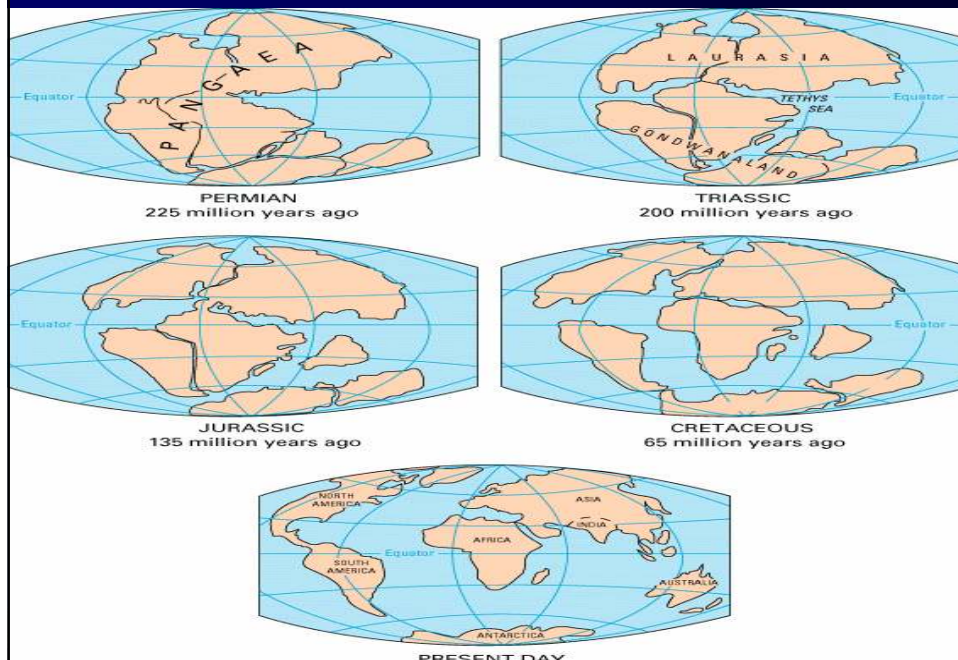 PANGAEA
Equator
PERMIAN
225 million years ago
LAURASIA
TETHYS
SEA
Equator
GONDWANALAND
TRIASSIC
200 million years ago
Equator
JURASSIC
135 million years ago
Equator
CRETACEOUS
65 million years ago
NORTH
AMERICA
ASIA
INDIA
AFRICA
Equator
SOUTH
AMERICA
AUSTRALIA
ANTARCTICA
PRESENT DAY